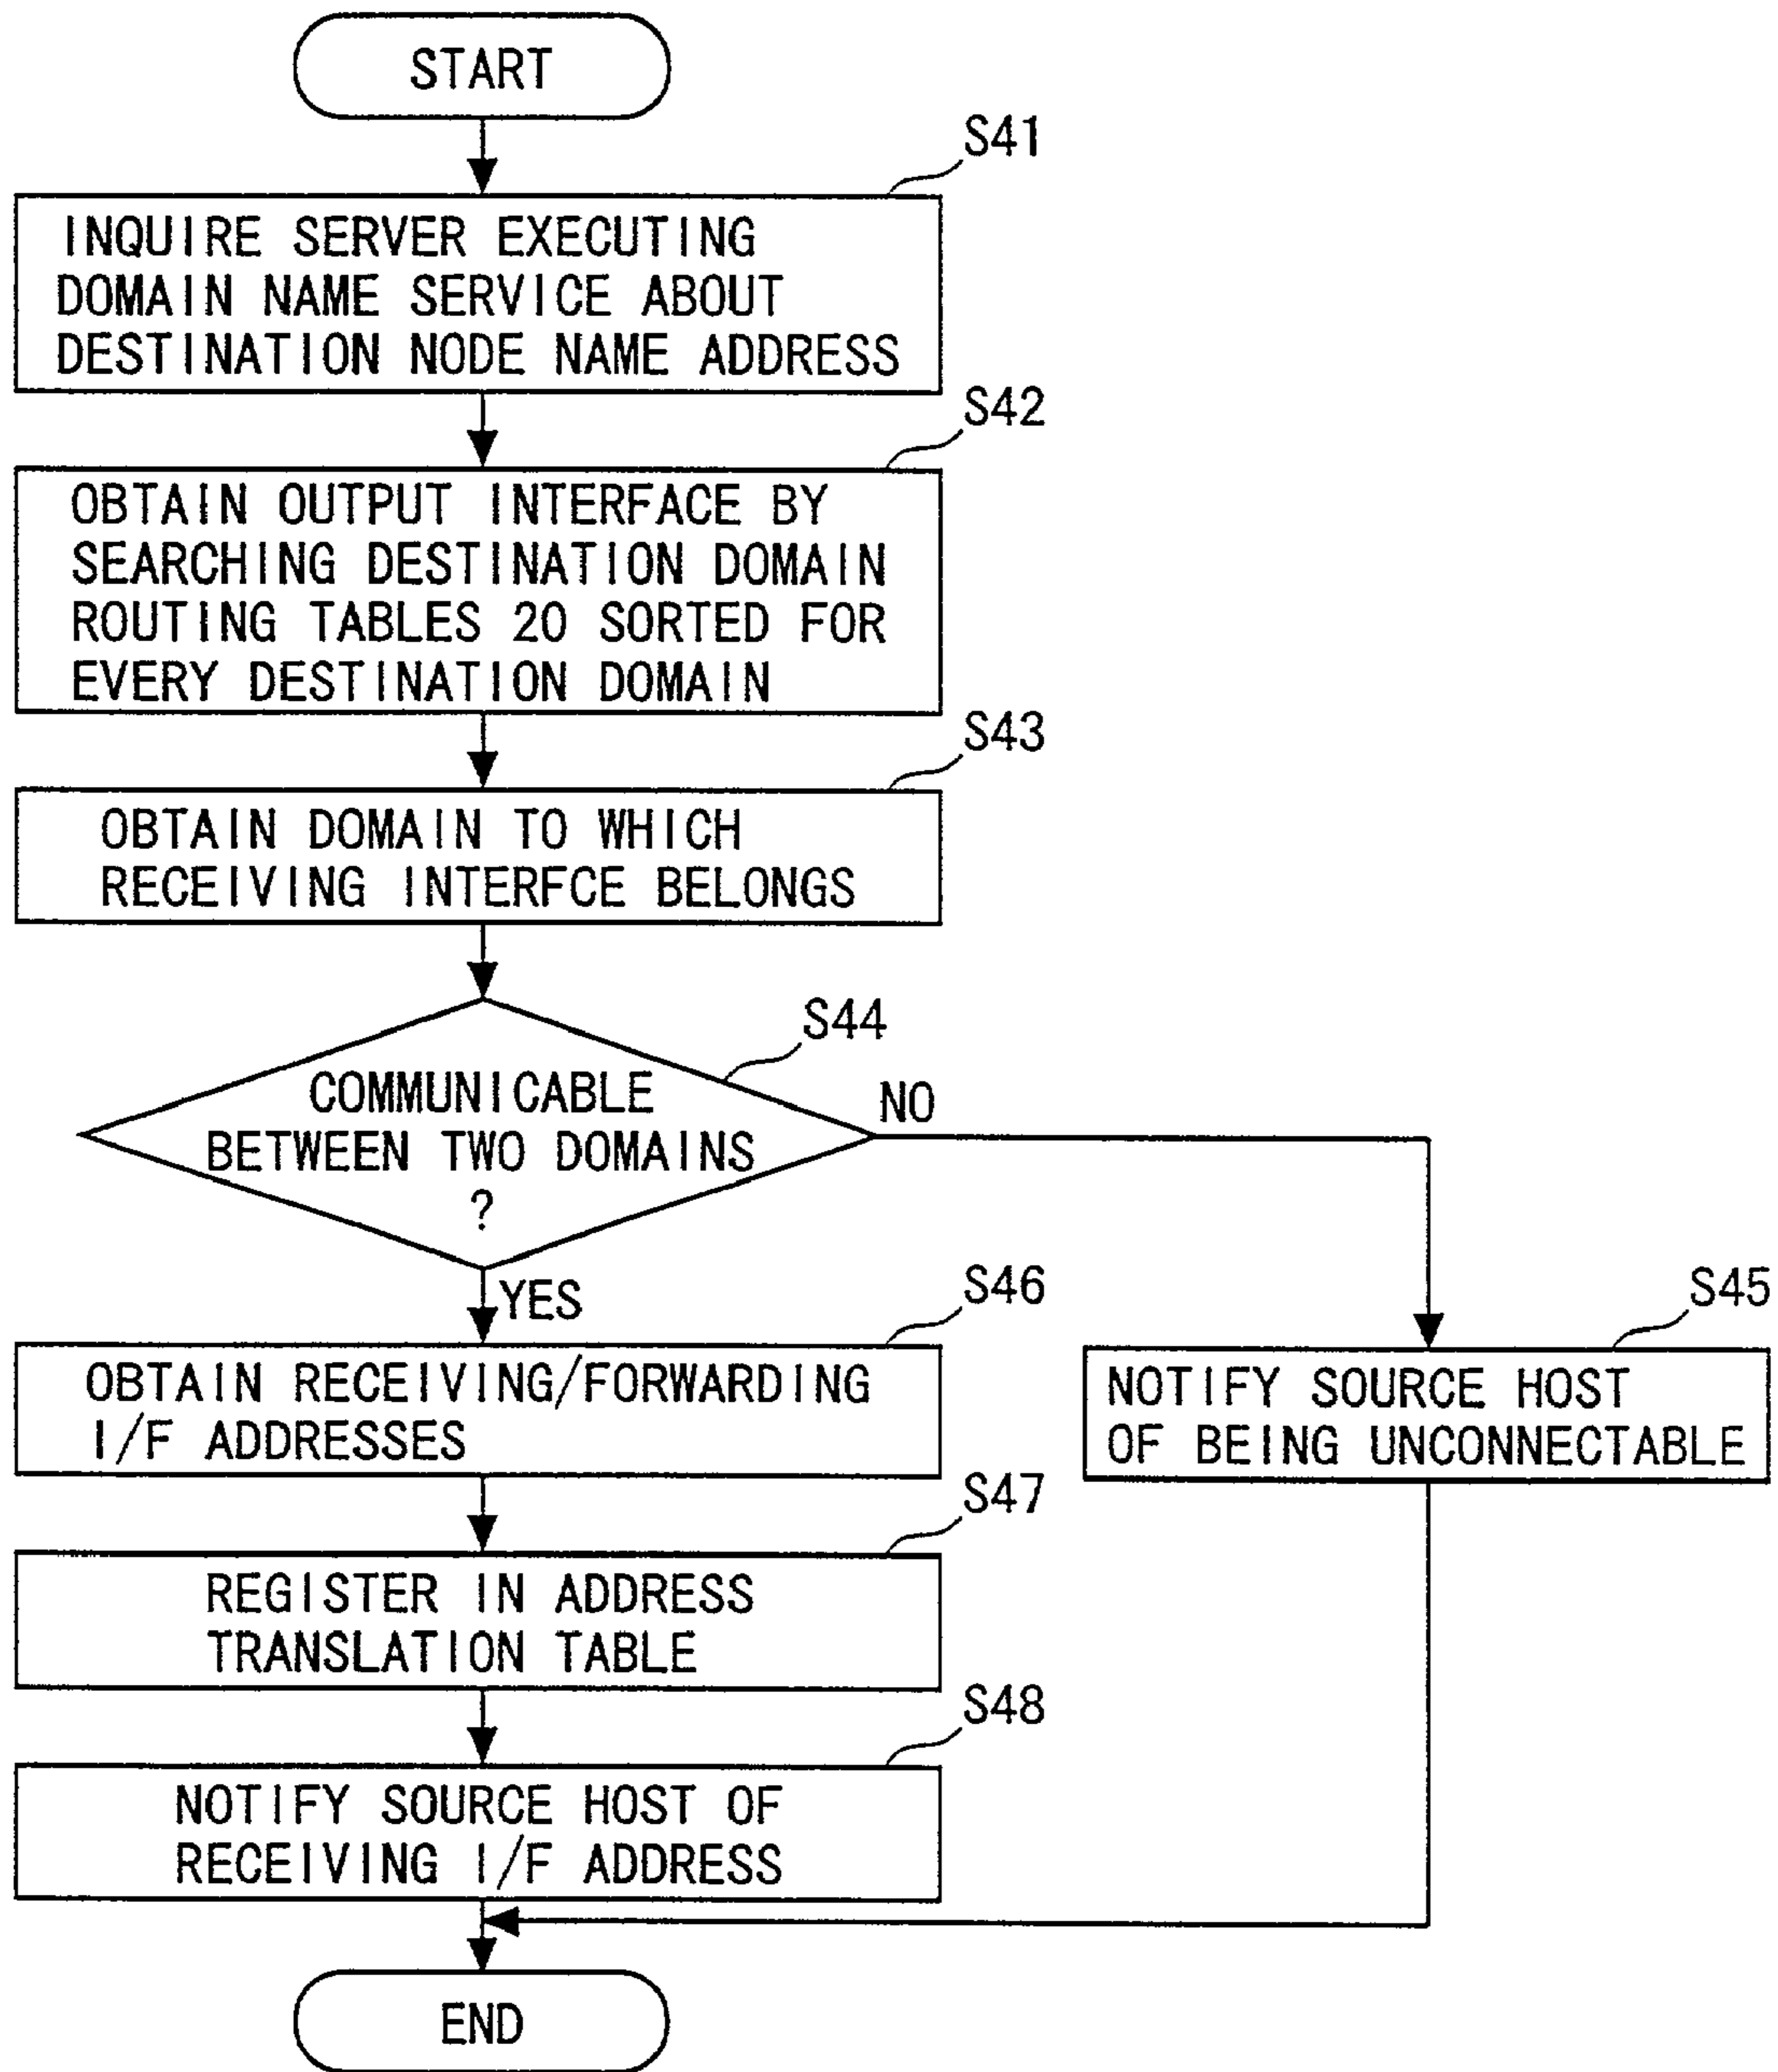 START
S41
INQUIRE SERVER EXECUTING
DOMAIN NAME SERVICE ABOUT
DESTINATION NODE NAME ADDRESS
S42
OBTAIN OUTPUT INTERFACE BY
SEARCHING DESTINATION DOMAIN
ROUTING TABLES 20 SORTED FOR
EVERY DESTINATION DOMAIN
S43
OBTAIN DOMAIN TO WHICH
RECEIVING INTERFCE BELONGS
S44
COMMUNICABLE
BETWEEN TWO DOMAINS
?
NO
YES
S45
NOTIFY SOURCE HOST
OF BEING UNCONNECTABLE
S46
OBTAIN RECEIVING/FORWARDING
I/F ADDRESSES
S47
REGISTER IN ADDRESS
TRANSLATION TABLE
S48
NOTIFY SOURCE HOST OF
RECEIVING I/F ADDRESS
END